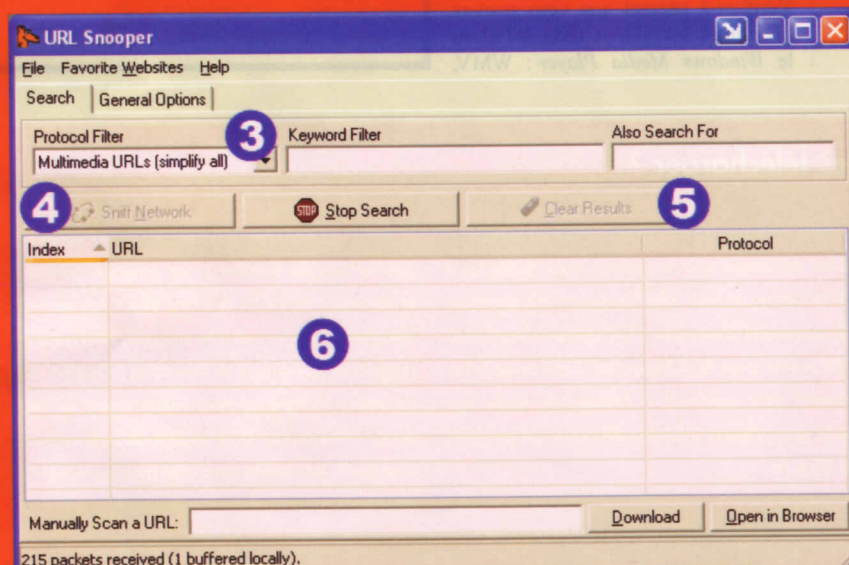 URL Snooper
File Favorite Websites Help
Search General Options
Protocol Filter 3 Keyword Filter Also Search For
Multimedia URLs (simplify all)
4 Sniff Network STOP Stop Search Clear Results 5
Index URL Protocol
6
Manually Scan a URL: Download Open in Browser
215 packets received (1 buffered locally).